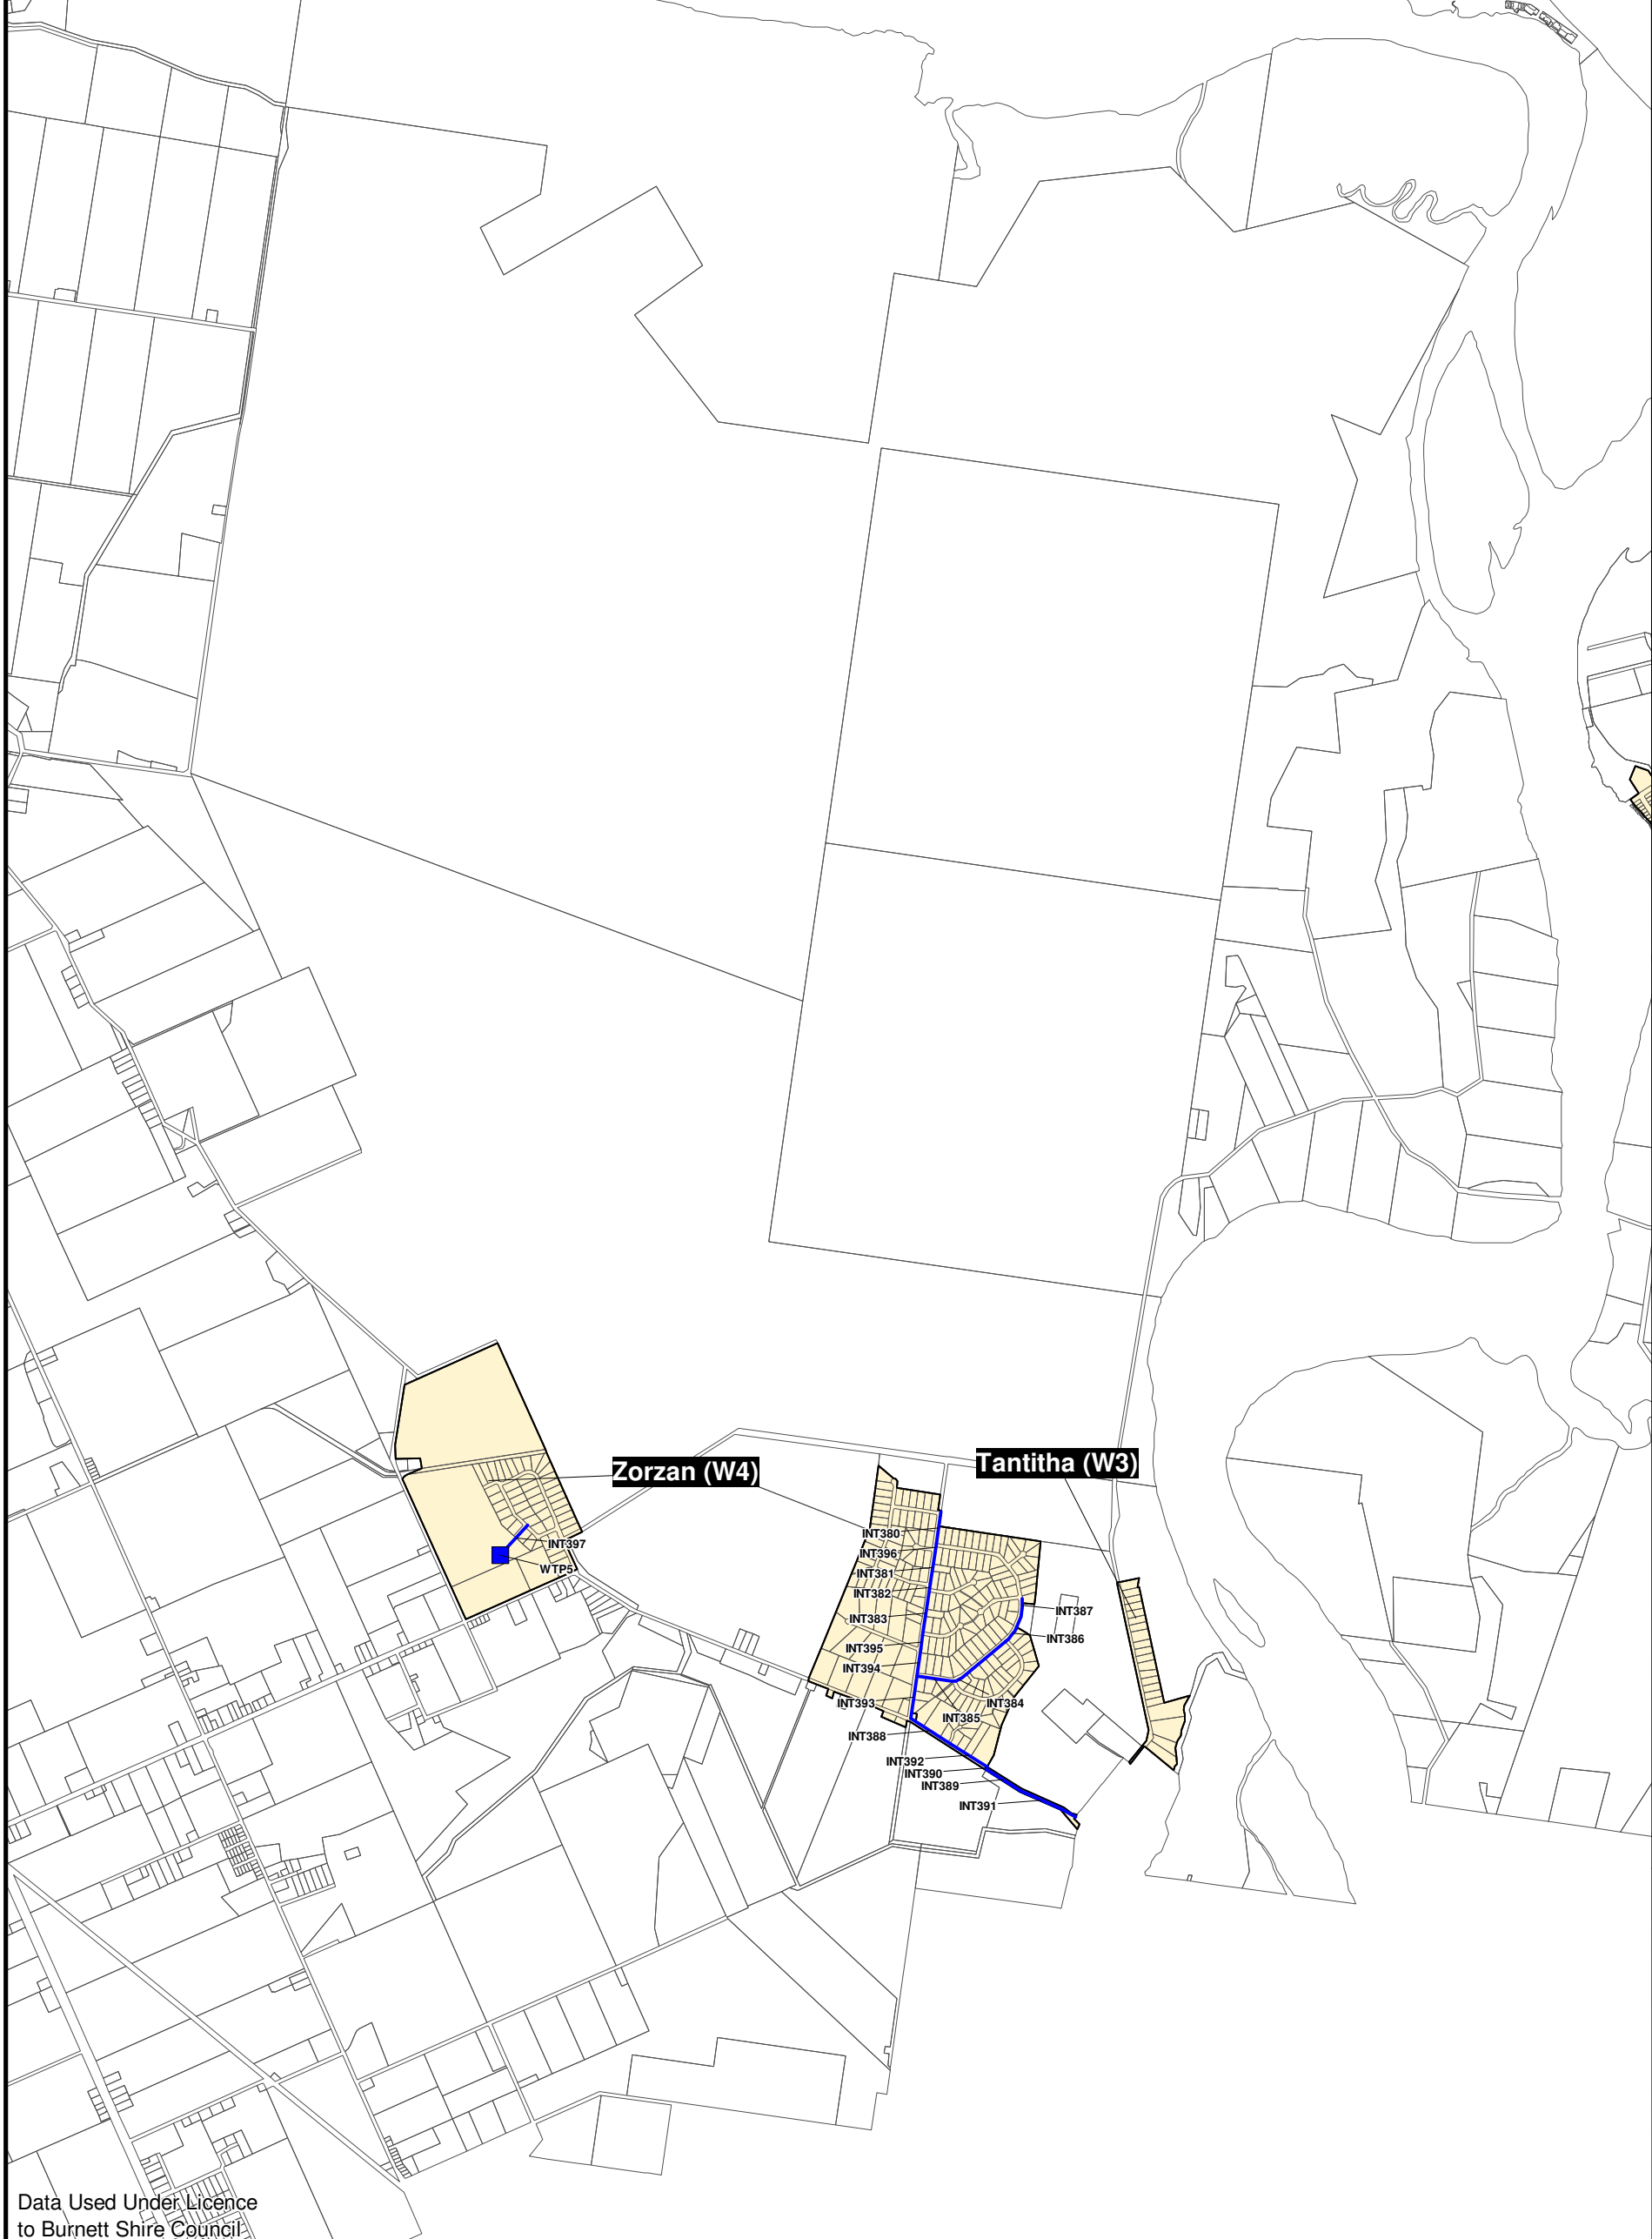 Zorzan (W4)
Tantitha (W3)
INT380
INT397
INT396
WTP5
INT381
INT382
INT387
INT383
INT386
INT395
INT394
INT393
INT384
INT385
INT388
INT392
INT390
INT389
INT391
Data Used Under Licence
to Burnett Shire Council